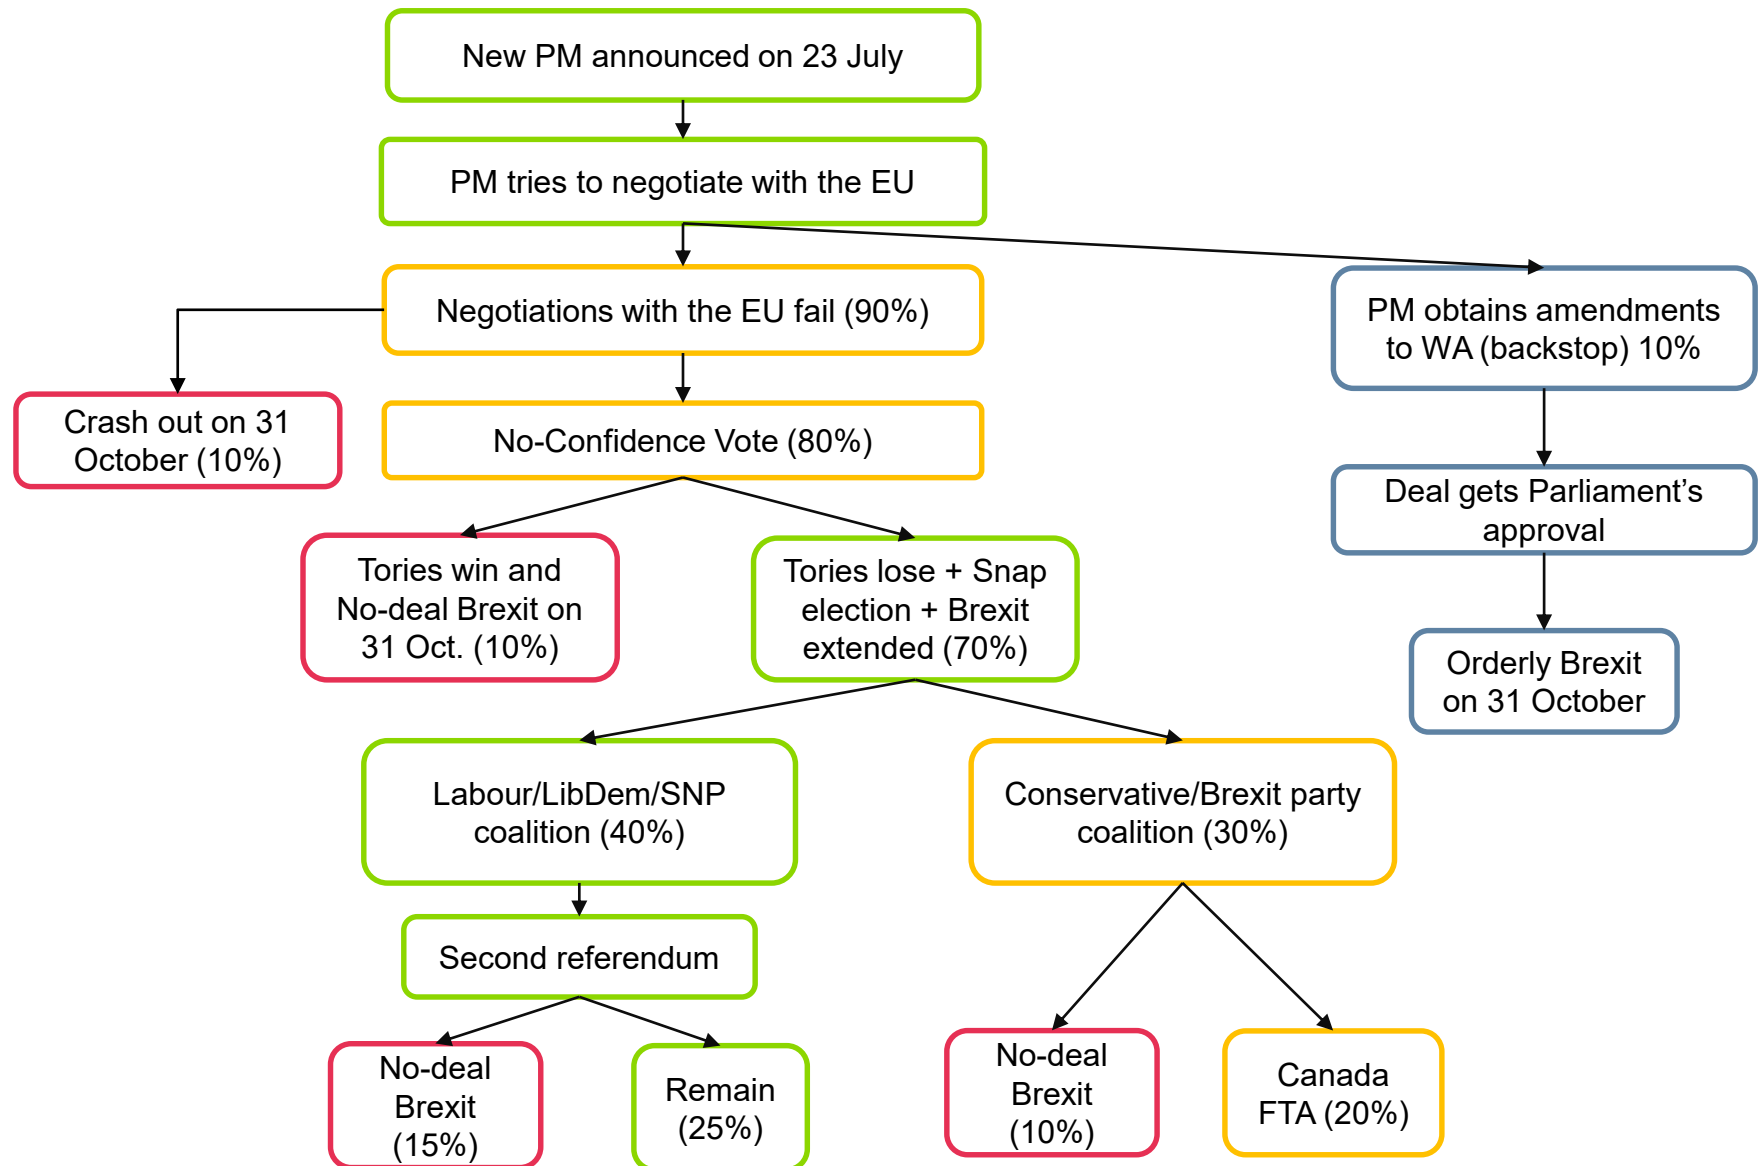 New PM announced on 23 July
PM tries to negotiate with the EU
Negotiations with the EU fail (90%)
PM obtains amendments
to WA (backstop) 10%
Crash out on 31
October (10%)
No-Confidence Vote (80%)
Deal gets Parliament’s
approval
Tories win and
No-deal Brexit on
31 Oct. (10%)
Tories lose + Snap
election + Brexit
extended (70%)
Orderly Brexit
on 31 October
Labour/LibDem/SNP
coalition (40%)
Conservative/Brexit party
coalition (30%)
Second referendum
No-deal
Brexit
(15%)
Remain
(25%)
No-deal
Brexit
(10%)
Canada
FTA (20%)